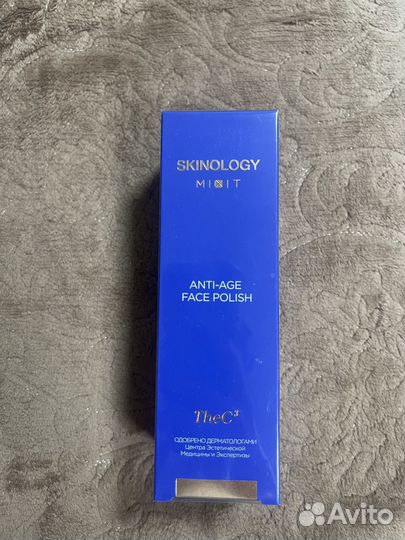 SKINOLOGY
MIXIT
ANTI-AGE
FACE POLISH
TheC³
ОДОБРЕНО ДЕРМАТОЛОГАМИ
Центра Эстетической
Медицины и Экспертизы
Avito